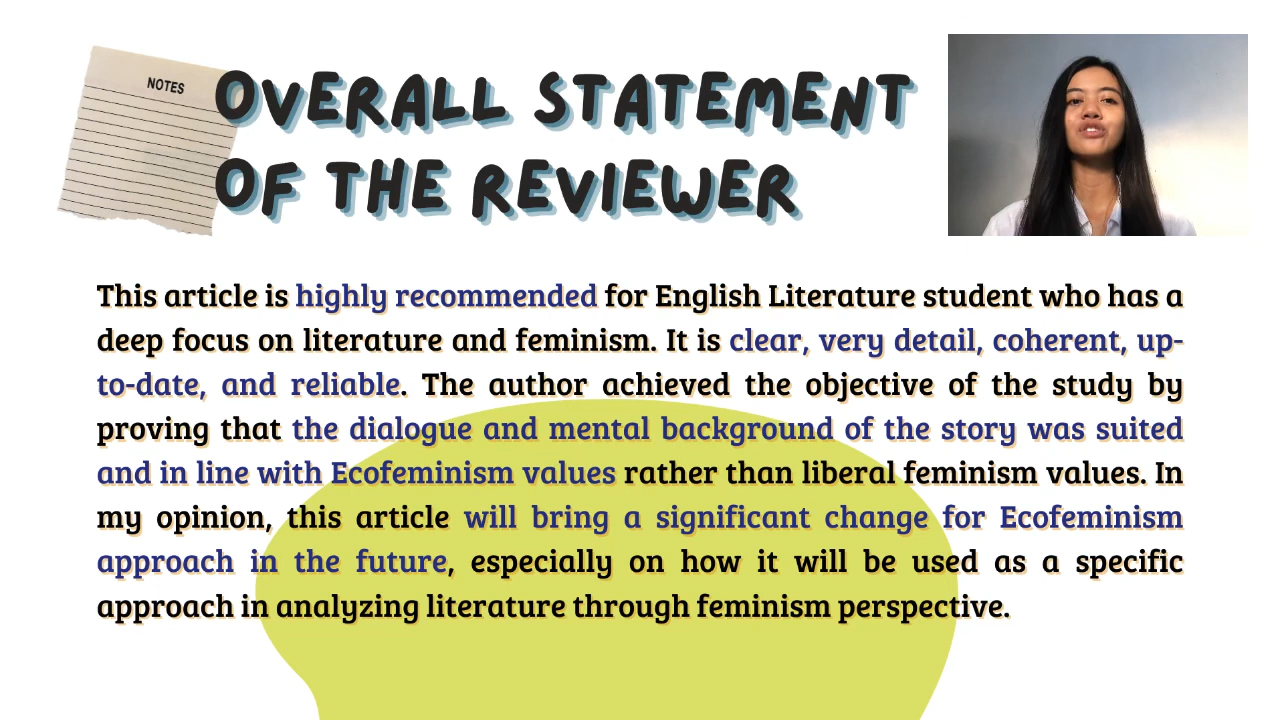 NOTES
OVERALL STATEMENT
OF THE REVIEWER
This article is highly recommended for English Literature student who has a
deep focus on literature and feminism. It is clear, very detail, coherent, up-
to-date, and reliable. The author achieved the objective of the study by
proving that the dialogue and mental background of the story was suited
and in line with Ecofeminism values rather than liberal feminism values. In
my opinion, this article will bring a significant change for Ecofeminism
approach in the future, especially on how it will be used as a specific
approach in analyzing literature through feminism perspective.